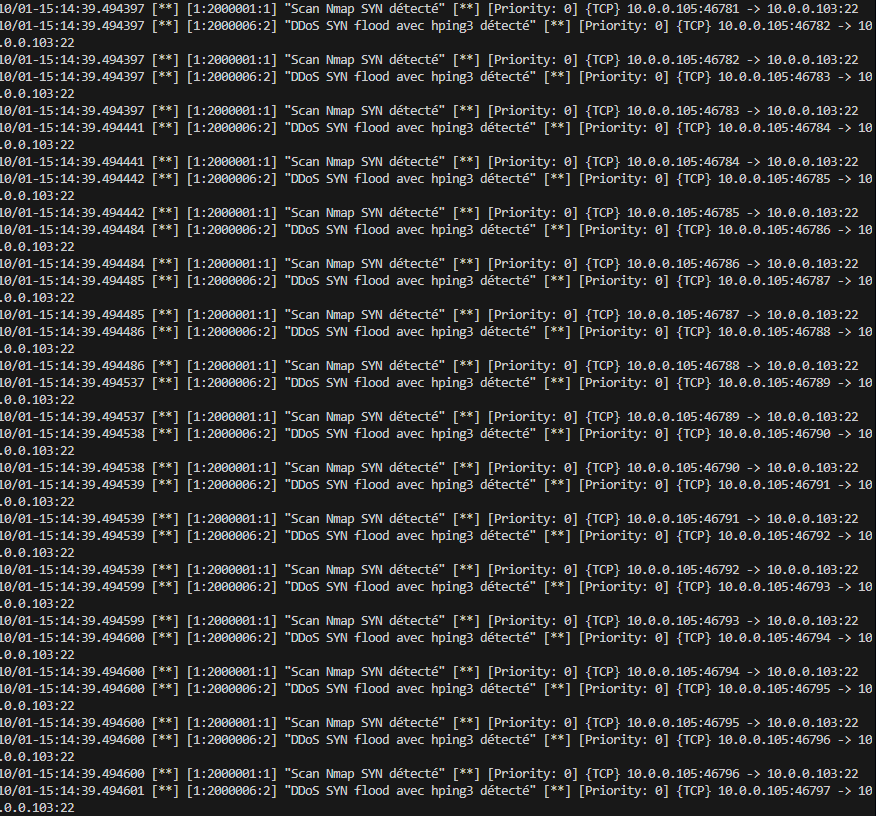 10/01-15:14:39.494397 [**] [1:2000001:1] "Scan Nmap SYN détecté" [**] [Priority: 0] {TCP} 10.0.0.105:46781 -> 10.0.0.103:22
10/01-15:14:39.494397 [**] [1:2000006:2] "DDoS SYN flood avec hping3 détecté" [**] [Priority: 0] {TCP} 10.0.0.105:46782 -> 10
.0.0.103:22
10/01-15:14:39.494397 [**] [1:2000001:1] "Scan Nmap SYN détecté" [**] [Priority: 0] {TCP} 10.0.0.105:46782 -> 10.0.0.103:22
10/01-15:14:39.494397 [**] [1:2000006:2] "DDoS SYN flood avec hping3 détecté" [**] [Priority: 0] {TCP} 10.0.0.105:46783 -> 10
.0.0.103:22
10/01-15:14:39.494397 [**] [1:2000001:1] "Scan Nmap SYN détecté" [**] [Priority: 0] {TCP} 10.0.0.105:46783 -> 10.0.0.103:22
10/01-15:14:39.494441 [**] [1:2000006:2] "DDoS SYN flood avec hping3 détecté" [**] [Priority: 0] {TCP} 10.0.0.105:46784 -> 10
.0.0.103:22
10/01-15:14:39.494441 [**] [1:2000001:1] "Scan Nmap SYN détecté" [**] [Priority: 0] {TCP} 10.0.0.105:46784 -> 10.0.0.103:22
10/01-15:14:39.494442 [**] [1:2000006:2] "DDoS SYN flood avec hping3 détecté" [**] [Priority: 0] {TCP} 10.0.0.105:46785 -> 10
.0.0.103:22
10/01-15:14:39.494442 [**] [1:2000001:1] "Scan Nmap SYN détecté" [**] [Priority: 0] {TCP} 10.0.0.105:46785 -> 10.0.0.103:22
10/01-15:14:39.494484 [**] [1:2000006:2] "DDoS SYN flood avec hping3 détecté" [**] [Priority: 0] {TCP} 10.0.0.105:46786 -> 10
.0.0.103:22
10/01-15:14:39.494484 [**] [1:2000001:1] "Scan Nmap SYN détecté" [**] [Priority: 0] {TCP} 10.0.0.105:46786 -> 10.0.0.103:22
10/01-15:14:39.494485 [**] [1:2000006:2] "DDoS SYN flood avec hping3 détecté" [**] [Priority: 0] {TCP} 10.0.0.105:46787 -> 10
.0.0.103:22
10/01-15:14:39.494485 [**] [1:2000001:1] "Scan Nmap SYN détecté" [**] [Priority: 0] {TCP} 10.0.0.105:46787 -> 10.0.0.103:22
10/01-15:14:39.494486 [**] [1:2000006:2] "DDoS SYN flood avec hping3 détecté" [**] [Priority: 0] {TCP} 10.0.0.105:46788 -> 10
.0.0.103:22
10/01-15:14:39.494486 [**] [1:2000001:1] "Scan Nmap SYN détecté" [**] [Priority: 0] {TCP} 10.0.0.105:46788 -> 10.0.0.103:22
10/01-15:14:39.494537 [**] [1:2000006:2] "DDoS SYN flood avec hping3 détecté" [**] [Priority: 0] {TCP} 10.0.0.105:46789 -> 10
.0.0.103:22
10/01-15:14:39.494537 [**] [1:2000001:1] "Scan Nmap SYN détecté" [**] [Priority: 0] {TCP} 10.0.0.105:46789 -> 10.0.0.103:22
10/01-15:14:39.494538 [**] [1:2000006:2] "DDoS SYN flood avec hping3 détecté" [**] [Priority: 0] {TCP} 10.0.0.105:46790 -> 10
.0.0.103:22
10/01-15:14:39.494538 [**] [1:2000001:1] "Scan Nmap SYN détecté" [**] [Priority: 0] {TCP} 10.0.0.105:46790 -> 10.0.0.103:22
10/01-15:14:39.494539 [**] [1:2000006:2] "DDoS SYN flood avec hping3 détecté" [**] [Priority: 0] {TCP} 10.0.0.105:46791 -> 10
.0.0.103:22
10/01-15:14:39.494539 [**] [1:2000001:1] "Scan Nmap SYN détecté" [**] [Priority: 0] {TCP} 10.0.0.105:46791 -> 10.0.0.103:22
10/01-15:14:39.494539 [**] [1:2000006:2] "DDoS SYN flood avec hping3 détecté" [**] [Priority: 0] {TCP} 10.0.0.105:46792 -> 10
.0.0.103:22
10/01-15:14:39.494539 [**] [1:2000001:1] "Scan Nmap SYN détecté" [**] [Priority: 0] {TCP} 10.0.0.105:46792 -> 10.0.0.103:22
10/01-15:14:39.494599 [**] [1:2000006:2] "DDoS SYN flood avec hping3 détecté" [**] [Priority: 0] {TCP} 10.0.0.105:46793 -> 10
.0.0.103:22
10/01-15:14:39.494599 [**] [1:2000001:1] "Scan Nmap SYN détecté" [**] [Priority: 0] {TCP} 10.0.0.105:46793 -> 10.0.0.103:22
10/01-15:14:39.494600 [**] [1:2000006:2] "DDoS SYN flood avec hping3 détecté" [**] [Priority: 0] {TCP} 10.0.0.105:46794 -> 10
.0.0.103:22
10/01-15:14:39.494600 [**] [1:2000001:1] "Scan Nmap SYN détecté" [**] [Priority: 0] {TCP} 10.0.0.105:46794 -> 10.0.0.103:22
10/01-15:14:39.494600 [**] [1:2000006:2] "DDoS SYN flood avec hping3 détecté" [**] [Priority: 0] {TCP} 10.0.0.105:46795 -> 10
.0.0.103:22
10/01-15:14:39.494600 [**] [1:2000001:1] "Scan Nmap SYN détecté" [**] [Priority: 0] {TCP} 10.0.0.105:46795 -> 10.0.0.103:22
10/01-15:14:39.494600 [**] [1:2000006:2] "DDoS SYN flood avec hping3 détecté" [**] [Priority: 0] {TCP} 10.0.0.105:46796 -> 10
.0.0.103:22
10/01-15:14:39.494600 [**] [1:2000001:1] "Scan Nmap SYN détecté" [**] [Priority: 0] {TCP} 10.0.0.105:46796 -> 10.0.0.103:22
10/01-15:14:39.494601 [**] [1:2000006:2] "DDoS SYN flood avec hping3 détecté" [**] [Priority: 0] {TCP} 10.0.0.105:46797 -> 10
.0.0.103:22